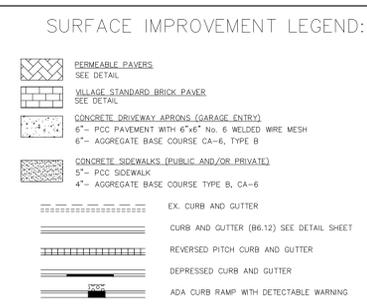 SURFACE IMPROVEMENT LEGEND:
PERMEABLE PAVERS
SEE DETAIL
VILLAGE STANDARD BRICK PAVER
SEE DETAIL
CONCRETE DRIVEWAY APRONS (GARAGE ENTRY)
6"- PCC PAVEMENT WITH 6"x6" No. 6 WELDED WIRE MESH
6"- AGGREGATE BASE COURSE CA-6, TYPE B
CONCRETE SIDEWALKS (PUBLIC AND/OR PRIVATE)
5"- PCC SIDEWALK
4"- AGGREGATE BASE COURSE TYPE B, CA-6
EX. CURB AND GUTTER
CURB AND GUTTER (B6.12) SEE DETAIL SHEET
REVERSED PITCH CURB AND GUTTER
DEPRESSED CURB AND GUTTER
ADA CURB RAMP WITH DETECTABLE WARNING